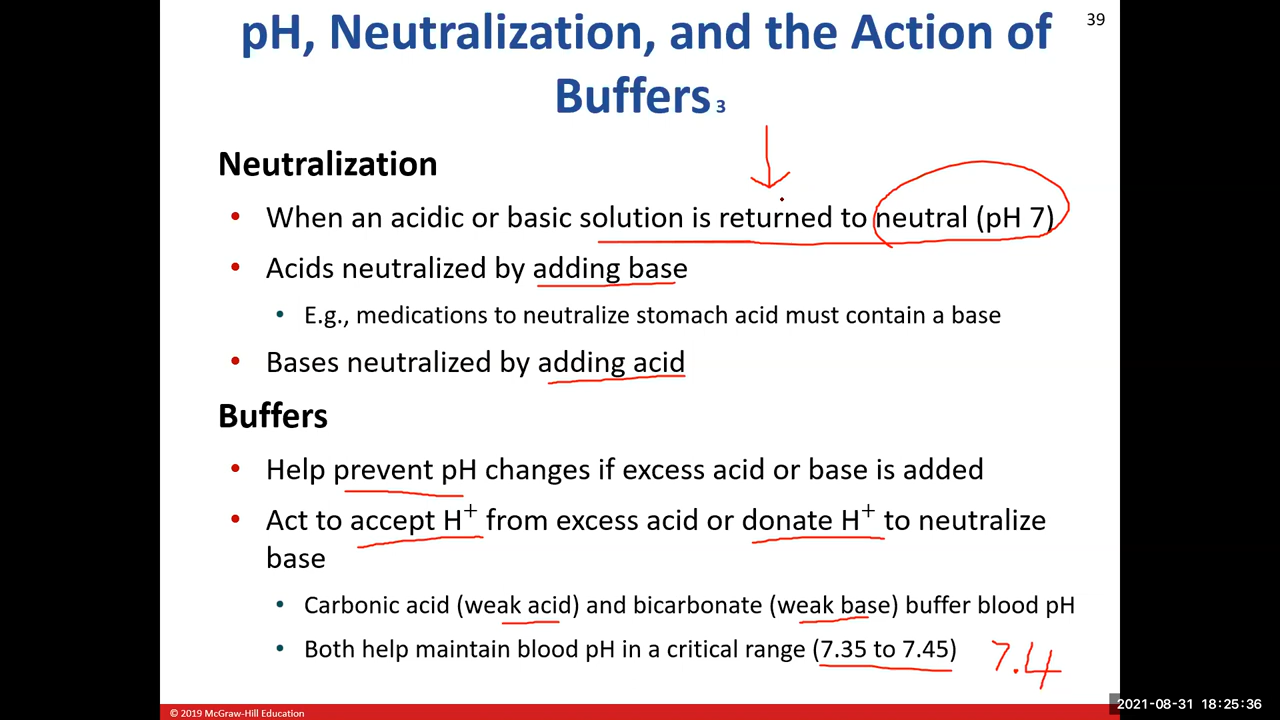 pH, Neutralization, and the Action of
39
Buffers 3
Neutralization
• When an acidic or basic solution is returned to neutral (pH 7)
• Acids neutralized by adding base
• E.g., medications to neutralize stomach acid must contain a base
• Bases neutralized by adding acid
Buffers
• Help prevent pH changes if excess acid or base is added
• Act to accept H⁺ from excess acid or donate H⁺ to neutralize
base
• Carbonic acid (weak acid) and bicarbonate (weak base) buffer blood pH
• Both help maintain blood pH in a critical range (7.35 to 7.45) 7.4
© 2019 McGraw-Hill Education
2021-08-31 18:25:36